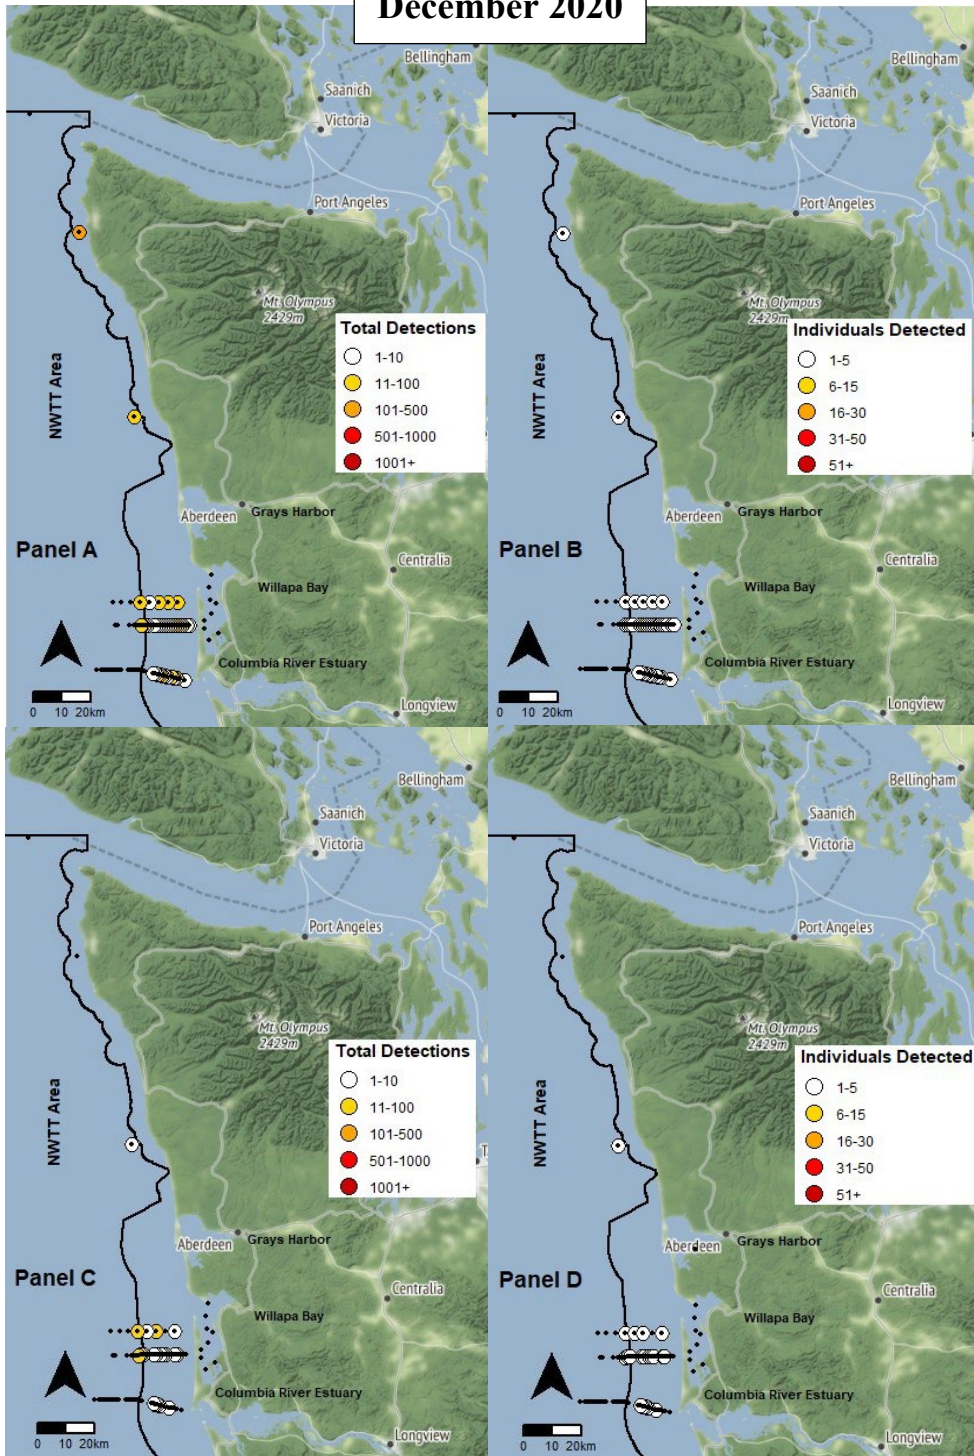 December 2020
Bellingham
Saanich
Victoria
Port Angeles
Mt. Olympus
2429m
Total Detections
1-10
11-100
101-500
501-1000
1001+
NWTT Area
Aberdeen
Grays Harbor
Panel A
Centralia
Willapa Bay
Columbia River Estuary
0 10 20km
Longview
Bellingham
Saanich
Victoria
Port Angeles
Mt. Olympus
2429m
Individuals Detected
1-5
6-15
16-30
31-50
51+
NWTT Area
Aberdeen
Grays Harbor
Panel B
Centralia
Willapa Bay
Columbia River Estuary
0 10 20km
Longview
Bellingham
Saanich
Victoria
Port Angeles
Mt. Olympus
2429m
Total Detections
1-10
11-100
101-500
501-1000
1001+
NWTT Area
Aberdeen
Grays Harbor
Panel C
Centralia
Willapa Bay
Columbia River Estuary
0 10 20km
Longview
Bellingham
Saanich
Victoria
Port Angeles
Mt. Olympus
2429m
Individuals Detected
1-5
6-15
16-30
31-50
51+
NWTT Area
Aberdeen
Grays Harbor
Panel D
Centralia
Willapa Bay
Columbia River Estuary
0 10 20km
Longview